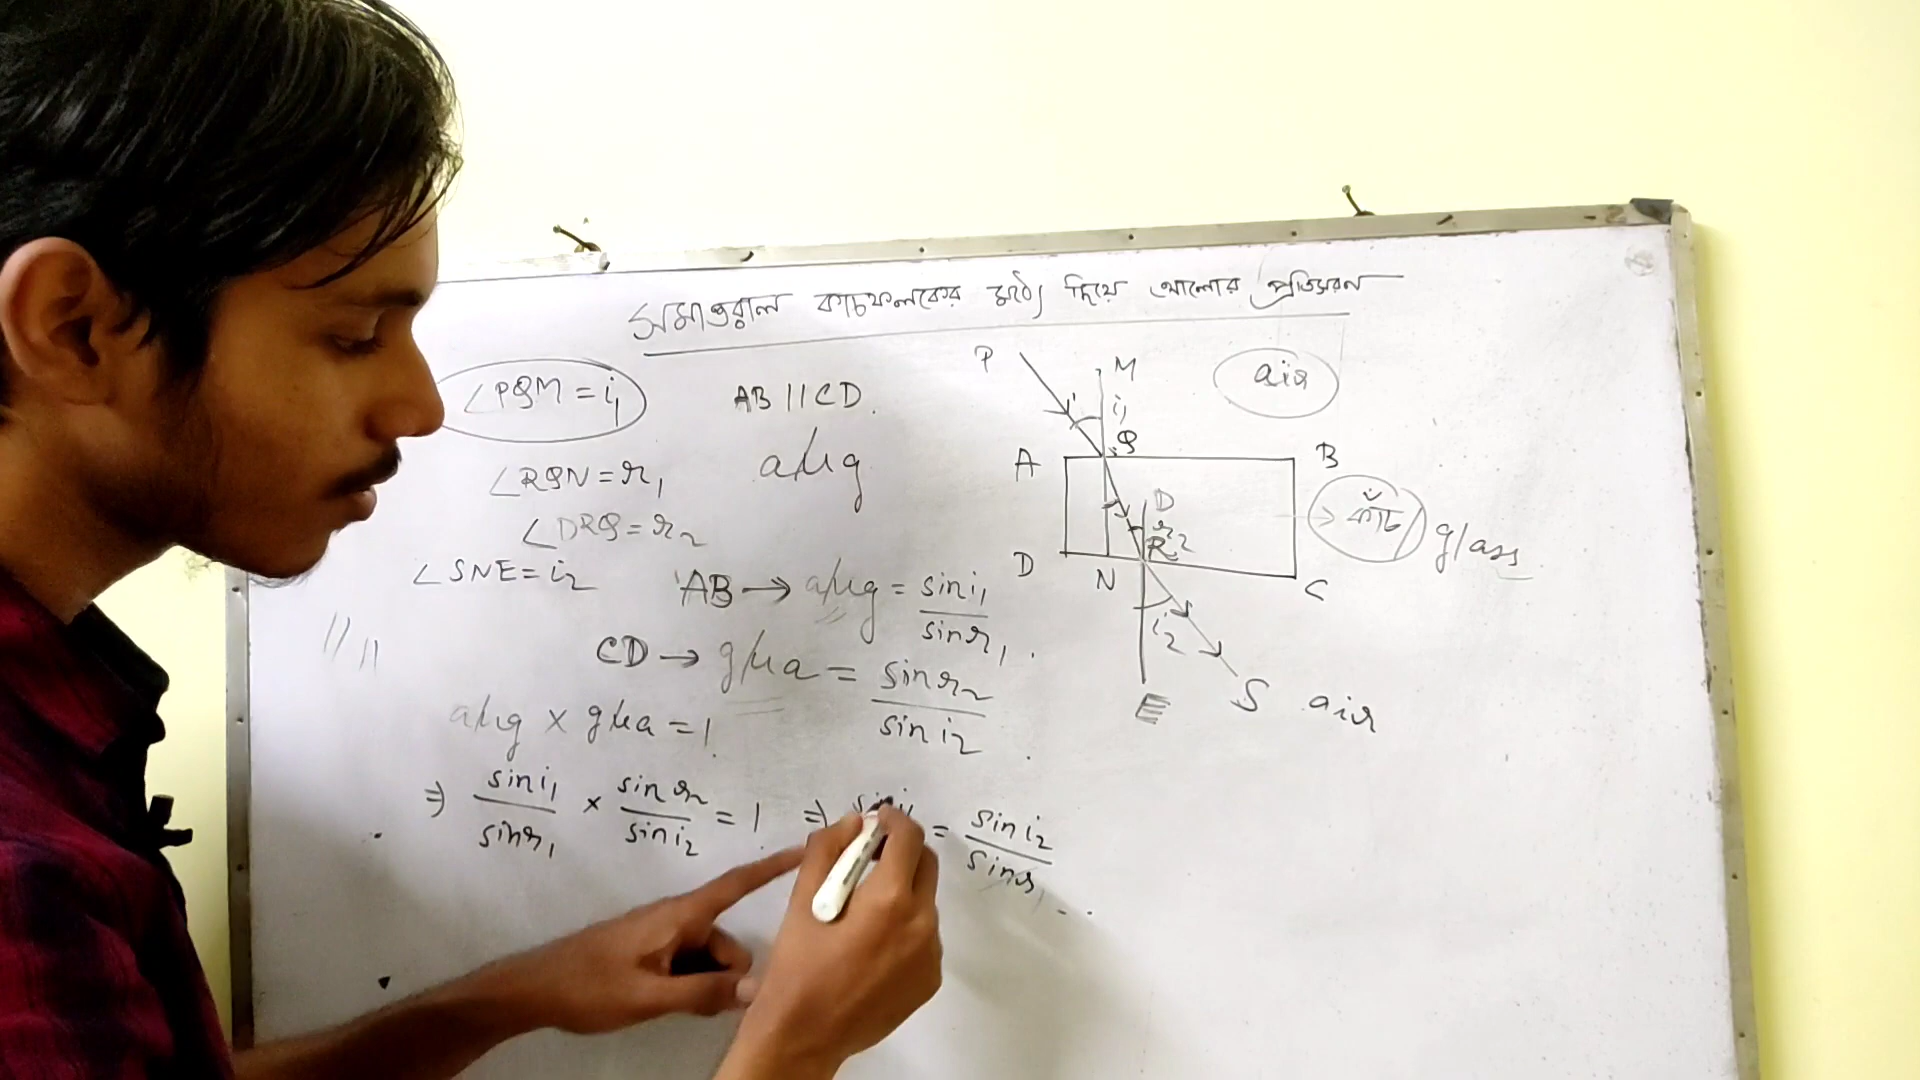 সমান্তরাল কাচফলকের মধ্যে দিয়ে আলোর প্রতিসরন
∠PQM = i₁
AB || CD.
∠RQN = r₁
aμg
∠DRQ = r₂
∠SNE = i₂
AB → aμg = sin i₁ / sin r₁.
CD → gμa = sin r₂ / sin i₂.
aμg × gμa = 1.
⇒ sin i₁ / sin r₁ × sin r₂ / sin i₂ = 1. ⇒ = sin i₂ / sin r₁
P
M
air
i₁
Q
A
B
D
r₂
কাঁচ glass
R
D
N
C
i₂
E
S
air